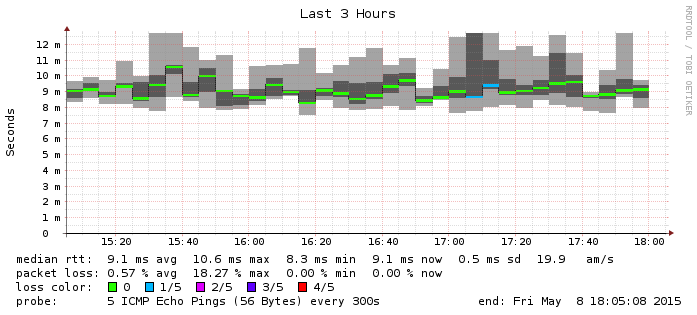 Last 3 Hours
RRDTOOL / TOBI OETIKER
Seconds
12 m
11 m
10 m
9 m
8 m
7 m
6 m
5 m
4 m
3 m
2 m
1 m
0
15:20 15:40 16:00 16:20 16:40 17:00 17:20 17:40 18:00
median rtt: 9.1 ms avg 10.6 ms max 8.3 ms min 9.1 ms now 0.5 ms sd 19.9 am/s
packet loss: 0.57 % avg 18.27 % max 0.00 % min 0.00 % now
loss color: 0 1/5 2/5 3/5 4/5
probe: 5 ICMP Echo Pings (56 Bytes) every 300s end: Fri May 8 18:05:08 2015